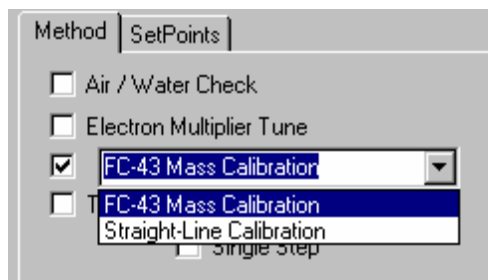 Method SetPoints
Air / Water Check
Electron Multiplier Tune
FC-43 Mass Calibration
FC-43 Mass Calibration
Straight-Line Calibration
Single Step